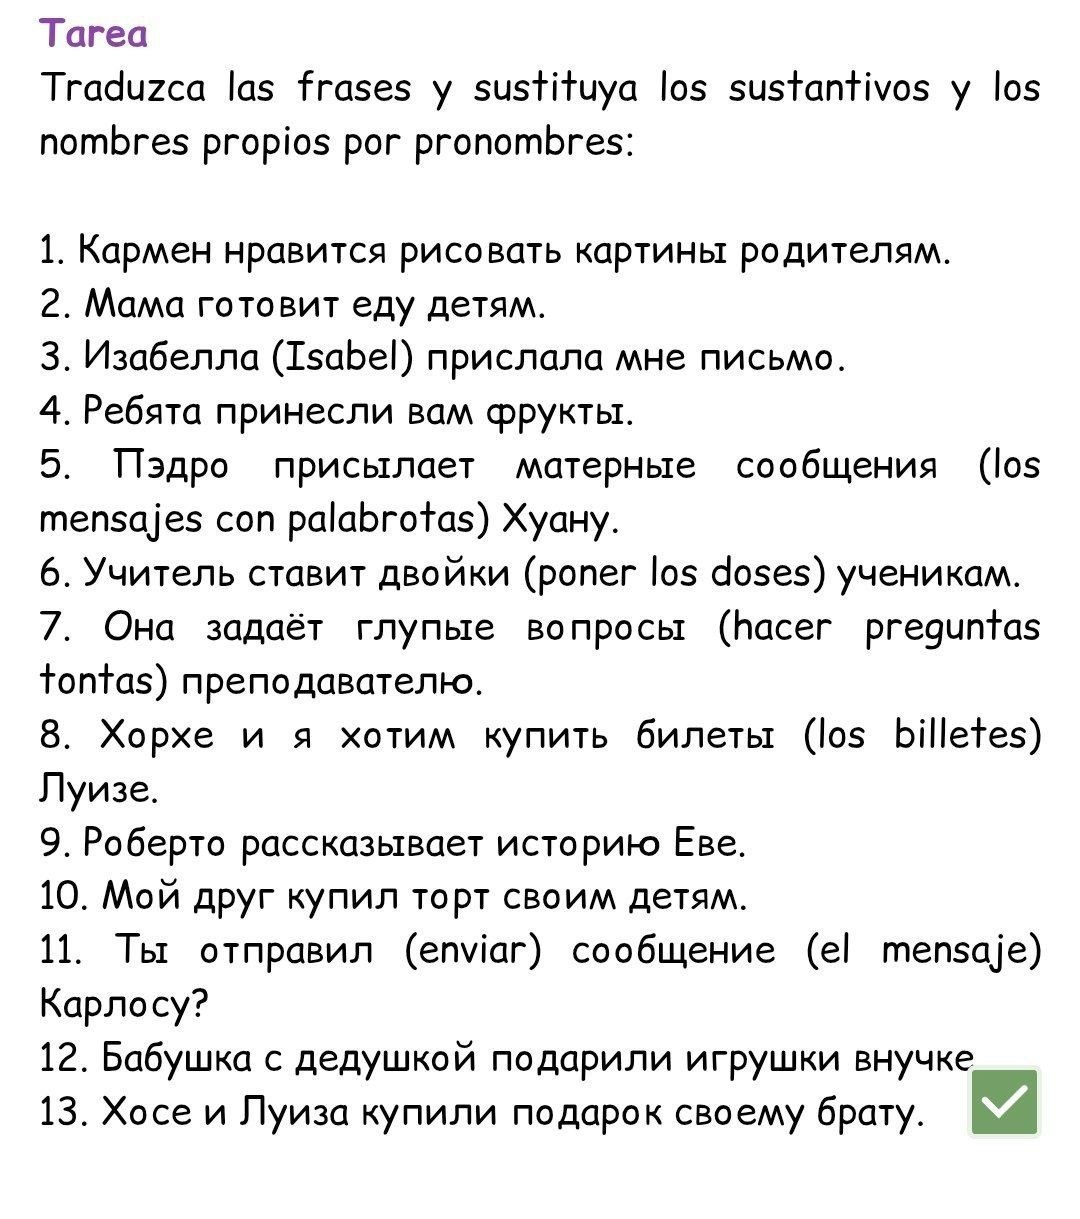 Tarea
Traduzca las frases y sustituya los sustantivos y los
nombres propios por pronombres:
1. Кармен нравится рисовать картины родителям.
2. Мама готовит еду детям.
3. Изабелла (Isabel) прислала мне письмо.
4. Ребята принесли вам фрукты.
5. Пэдро присылает матерные сообщения (los
mensajes con palabrotas) Хуану.
6. Учитель ставит двойки (poner los doses) ученикам.
7. Она задаёт глупые вопросы (hacer preguntas
tontas) преподавателю.
8. Хорхе и я хотим купить билеты (los billetes)
Луизе.
9. Роберто рассказывает историю Еве.
10. Мой друг купил торт своим детям.
11. Ты отправил (enviar) сообщение (el mensaje)
Карлосу?
12. Бабушка с дедушкой подарили игрушки внучке
13. Хосе и Луиза купили подарок своему брату.